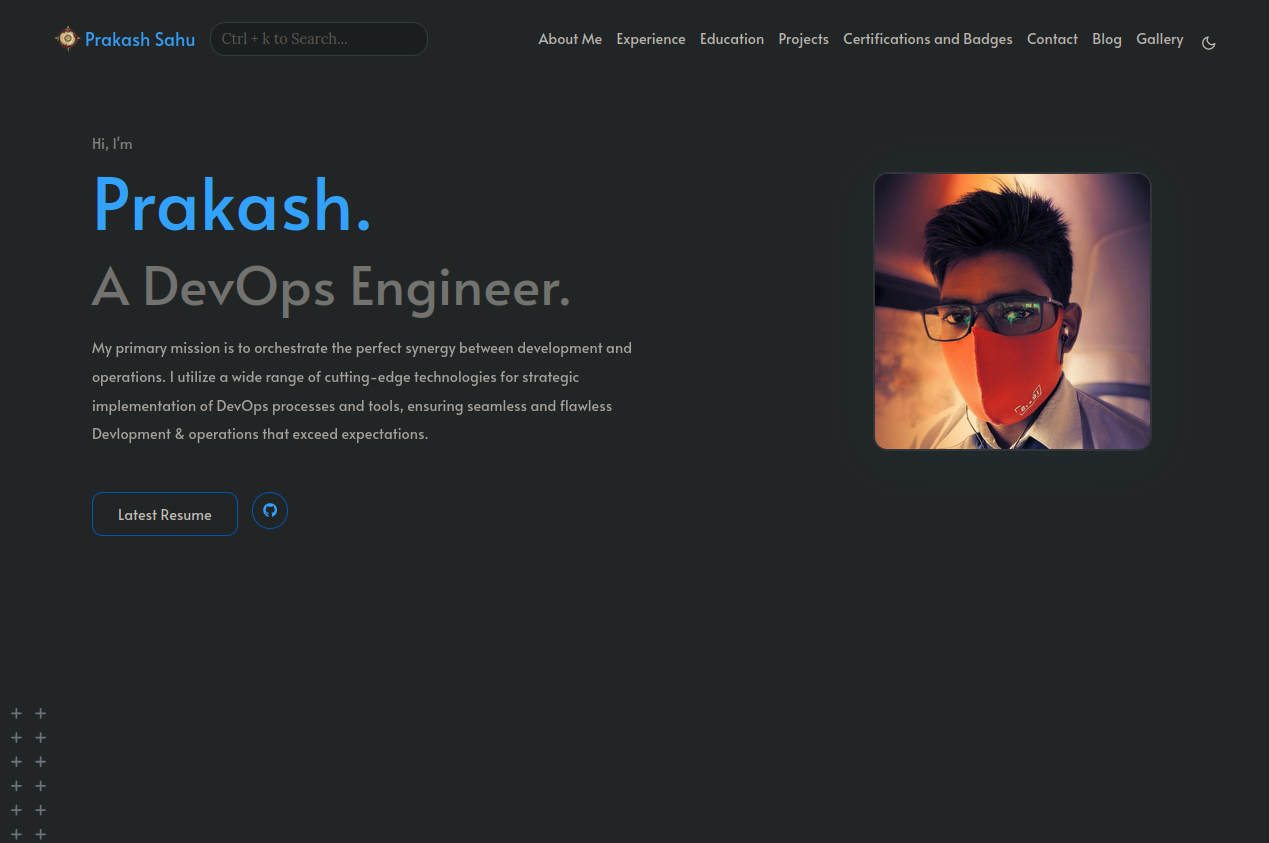 Prakash Sahu
Ctrl + k to Search...
About Me
Experience
Education
Projects
Certifications and Badges
Contact
Blog
Gallery
Hi, I'm
Prakash.
A DevOps Engineer.
My primary mission is to orchestrate the perfect synergy between development and
operations. I utilize a wide range of cutting-edge technologies for strategic
implementation of DevOps processes and tools, ensuring seamless and flawless
Devlopment & operations that exceed expectations.
Latest Resume